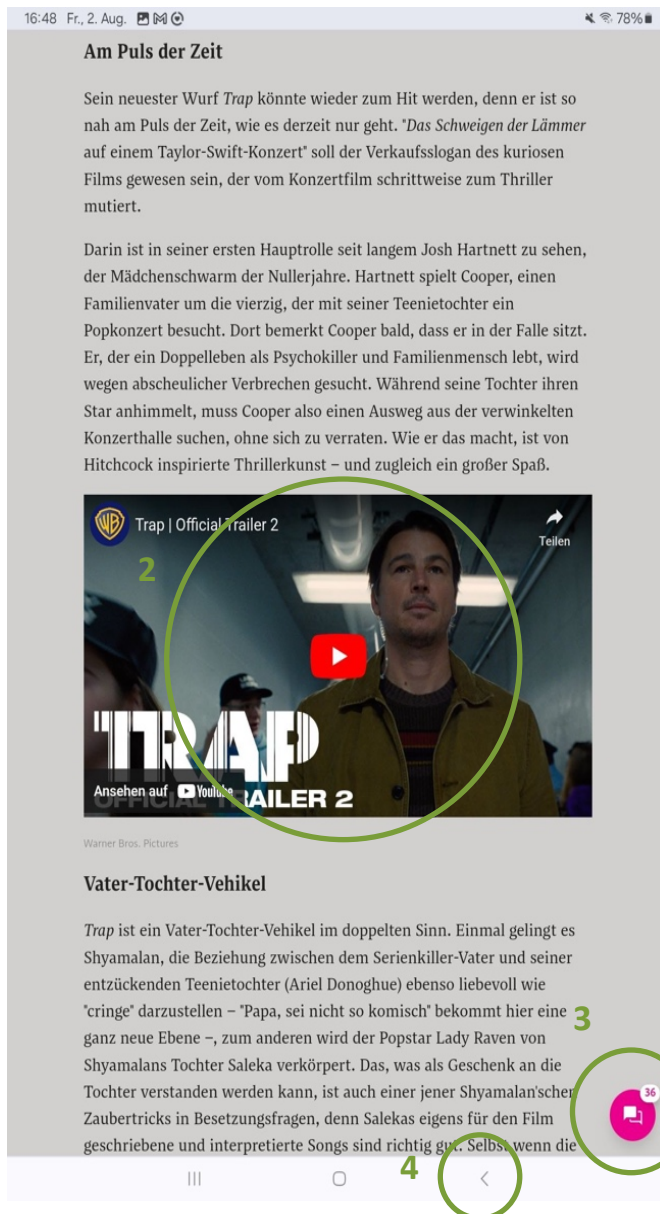 16:48 Fr., 2. Aug.
78%
Am Puls der Zeit
Sein neuester Wurf Trap könnte wieder zum Hit werden, denn er ist so
nah am Puls der Zeit, wie es derzeit nur geht. "Das Schweigen der Lämmer
auf einem Taylor-Swift-Konzert" soll der Verkaufsslogan des kuriosen
Films gewesen sein, der vom Konzertfilm schrittweise zum Thriller
mutiert.
Darin ist in seiner ersten Hauptrolle seit langem Josh Hartnett zu sehen,
der Mädchenschwarm der Nullerjahre. Hartnett spielt Cooper, einen
Familienvater um die vierzig, der mit seiner Teenietochter ein
Popkonzert besucht. Dort bemerkt Cooper bald, dass er in der Falle sitzt.
Er, der ein Doppelleben als Psychokiller und Familienmensch lebt, wird
wegen abscheulicher Verbrechen gesucht. Während seine Tochter ihren
Star anhimmelt, muss Cooper also einen Ausweg aus der verwinkelten
Konzerthalle suchen, ohne sich zu verraten. Wie er das macht, ist von
Hitchcock inspirierte Thrillerkunst – und zugleich ein großer Spaß.
WB
Trap | Official Trailer 2
Teilen
2
TRAP
Ansehen auf YouTube
OFFICIAL TRAILER 2
Warner Bros. Pictures
Vater-Tochter-Vehikel
Trap ist ein Vater-Tochter-Vehikel im doppelten Sinn. Einmal gelingt es
Shyamalan, die Beziehung zwischen dem Serienkiller-Vater und seiner
entzückenden Teenietochter (Ariel Donoghue) ebenso liebevoll wie
"cringe" darzustellen – "Papa, sei nicht so komisch" bekommt hier eine
3
ganz neue Ebene –, zum anderen wird der Popstar Lady Raven von
Shyamalans Tochter Saleka verkörpert. Das, was als Geschenk an die
Tochter verstanden werden kann, ist auch einer jener Shyamalan'schen
36
Zaubertricks in Besetzungsfragen, denn Salekas eigens für den Film
geschriebene und interpretierte Songs sind richtig gut. Selbst wenn die
4